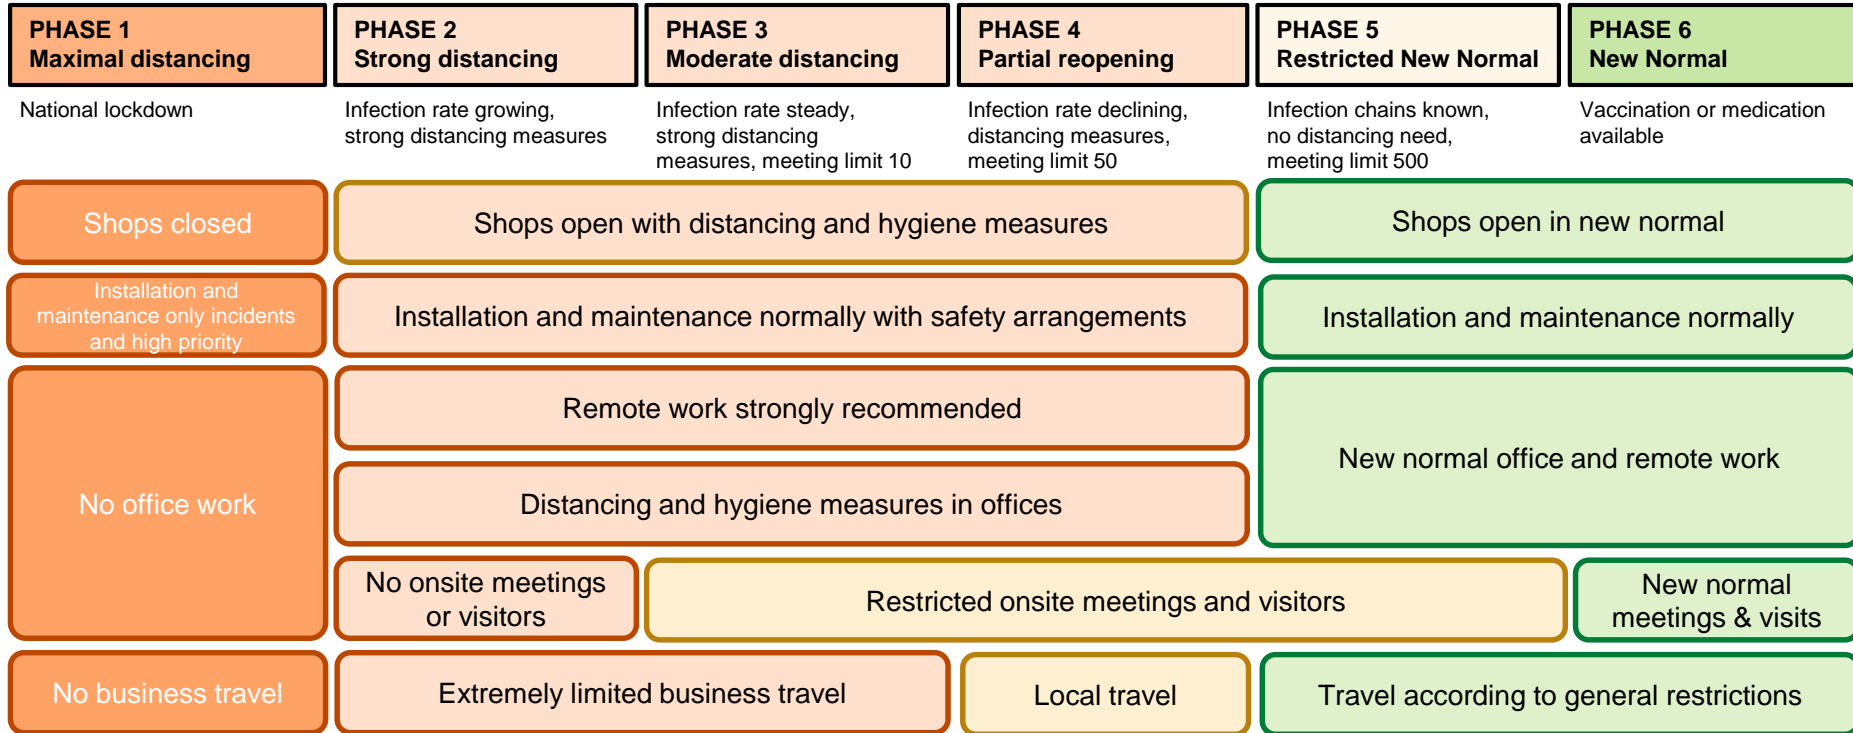 PHASE 1
Maximal distancing
PHASE 2
Strong distancing
PHASE 3
Moderate distancing
PHASE 4
Partial reopening
PHASE 5
Restricted New Normal
PHASE 6
New Normal
National lockdown
Infection rate growing,
strong distancing measures
Infection rate steady,
strong distancing
measures, meeting limit 10
Infection rate declining,
distancing measures,
meeting limit 50
Infection chains known,
no distancing need,
meeting limit 500
Vaccination or medication
available
Shops closed
Shops open with distancing and hygiene measures
Shops open in new normal
Installation and
maintenance only incidents
and high priority
Installation and maintenance normally with safety arrangements
Installation and maintenance normally
No office work
Remote work strongly recommended
New normal office and remote work
Distancing and hygiene measures in offices
No onsite meetings
or visitors
Restricted onsite meetings and visitors
New normal
meetings & visits
No business travel
Extremely limited business travel
Local travel
Travel according to general restrictions